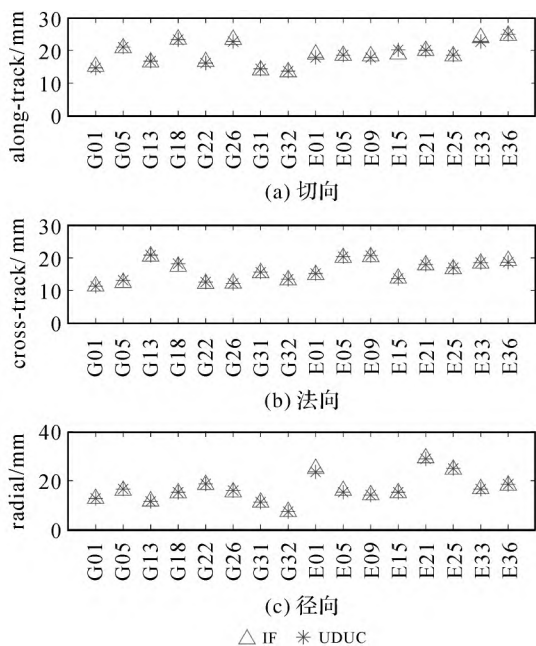 along-track/mm
30
20
10
0
G01 G05 G13 G18 G22 G26 G31 G32 E01 E05 E09 E15 E21 E25 E33 E36
(a) 切向
cross-track/mm
30
20
10
0
G01 G05 G13 G18 G22 G26 G31 G32 E01 E05 E09 E15 E21 E25 E33 E36
(b) 法向
radial/mm
40
20
0
G01 G05 G13 G18 G22 G26 G31 G32 E01 E05 E09 E15 E21 E25 E33 E36
(c) 径向
IF UDUC